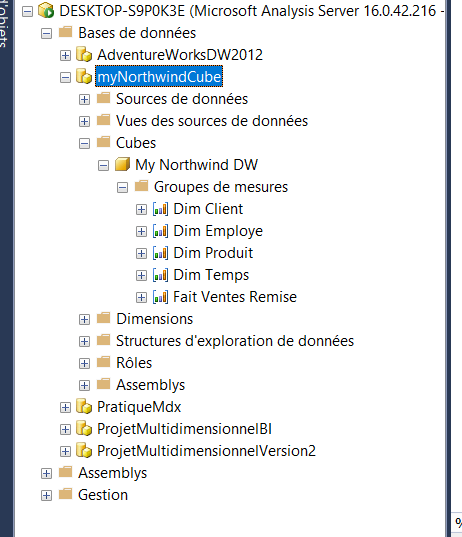 d'Objets
DESKTOP-S9P0K3E (Microsoft Analysis Server 16.0.42.216 -
Bases de données
AdventureWorksDW2012
myNorthwindCube
Sources de données
Vues des sources de données
Cubes
My Northwind DW
Groupes de mesures
Dim Client
Dim Employe
Dim Produit
Dim Temps
Fait Ventes Remise
Dimensions
Structures d'exploration de données
Rôles
Assemblys
PratiqueMdx
ProjetMultidimensionnelBI
ProjetMultidimensionnelVersion2
Assemblys
Gestion
%